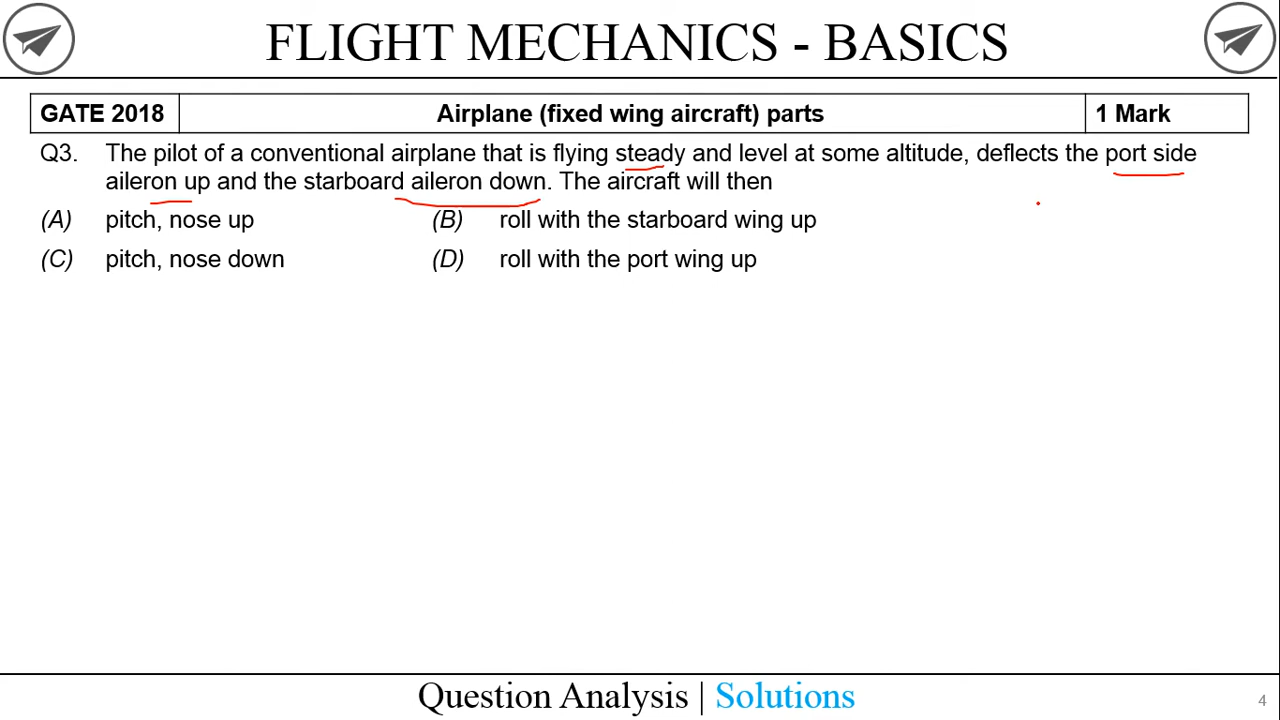 FLIGHT MECHANICS - BASICS
GATE 2018 Airplane (fixed wing aircraft) parts 1 Mark
Q3. The pilot of a conventional airplane that is flying steady and level at some altitude, deflects the port side
aileron up and the starboard aileron down. The aircraft will then
(A) pitch, nose up (B) roll with the starboard wing up
(C) pitch, nose down (D) roll with the port wing up
Question Analysis | Solutions
4